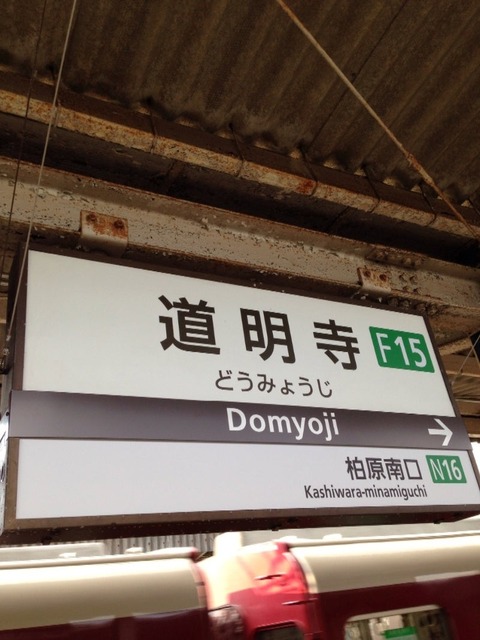 道明寺 F15
どうみょうじ
Domyoji →
柏原南口 N16
Kashiwara-minamiguchi